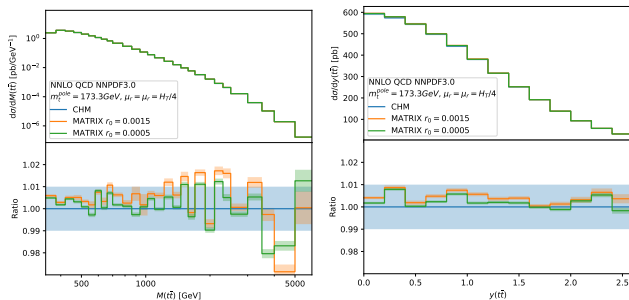 dσ/dM(tt̄) [pb/GeV⁻¹]
10⁰
10⁻²
10⁻⁴
10⁻⁶
NNLO QCD NNPDF3.0
m_t^pole = 173.3GeV, μ_r = μ_r = H_T/4
CHM
MATRIX r₀ = 0.0015
MATRIX r₀ = 0.0005
Ratio
1.02
1.01
1.00
0.99
0.98
500
1000
2000
5000
M(tt̄) [GeV]
dσ/dy(tt̄) [pb]
600
500
400
300
200
100
0
NNLO QCD NNPDF3.0
m_t^pole = 173.3GeV, μ_r = μ_r = H_T/4
CHM
MATRIX r₀ = 0.0015
MATRIX r₀ = 0.0005
Ratio
1.02
1.01
1.00
0.99
0.98
0.0
0.5
1.0
1.5
2.0
2.5
y(tt̄)